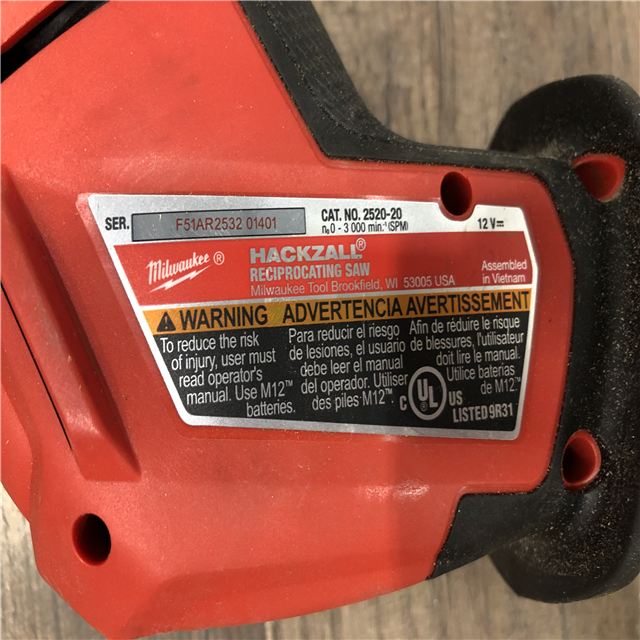 SER. F51AR2532 01401
CAT. NO. 2520-20
n₀0 - 3 000 min.⁻¹(SPM)
12 V⎓
Milwaukee®
HACKZALL®
RECIPROCATING SAW
Milwaukee Tool Brookfield, WI 53005 USA
Assembled
in Vietnam
WARNING ADVERTENCIA AVERTISSEMENT
To reduce the risk
of injury, user must
read operator's
manual. Use M12™
batteries.
Para reducir el riesgo
de lesiones, el usuario
debe leer el manual
del operador. Utilizer
des piles M12™.
Afin de réduire le risque
de blessures, l'utilisateur
doit lire le manual.
Utilice baterias
de M12™
C UL® US
LISTED 9R31